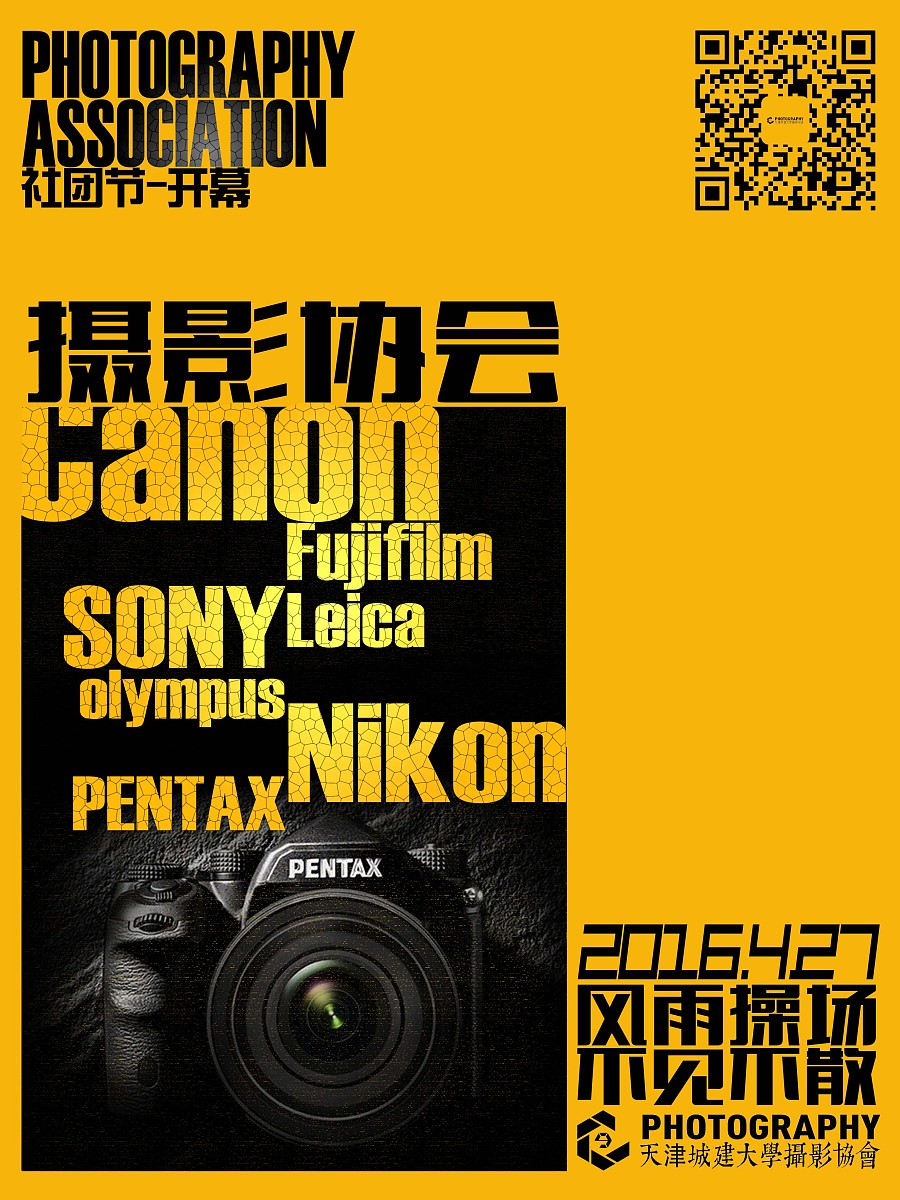 PHOTOGRAPHY
ASSOCIATION
社团节-开幕
摄影协会
canon
Fujifilm
SONY
Leica
olympus
Nikon
PENTAX
PENTAX
2016.4.27
风雨操场
不见不散
PHOTOGRAPHY
天津城建大學攝影協會